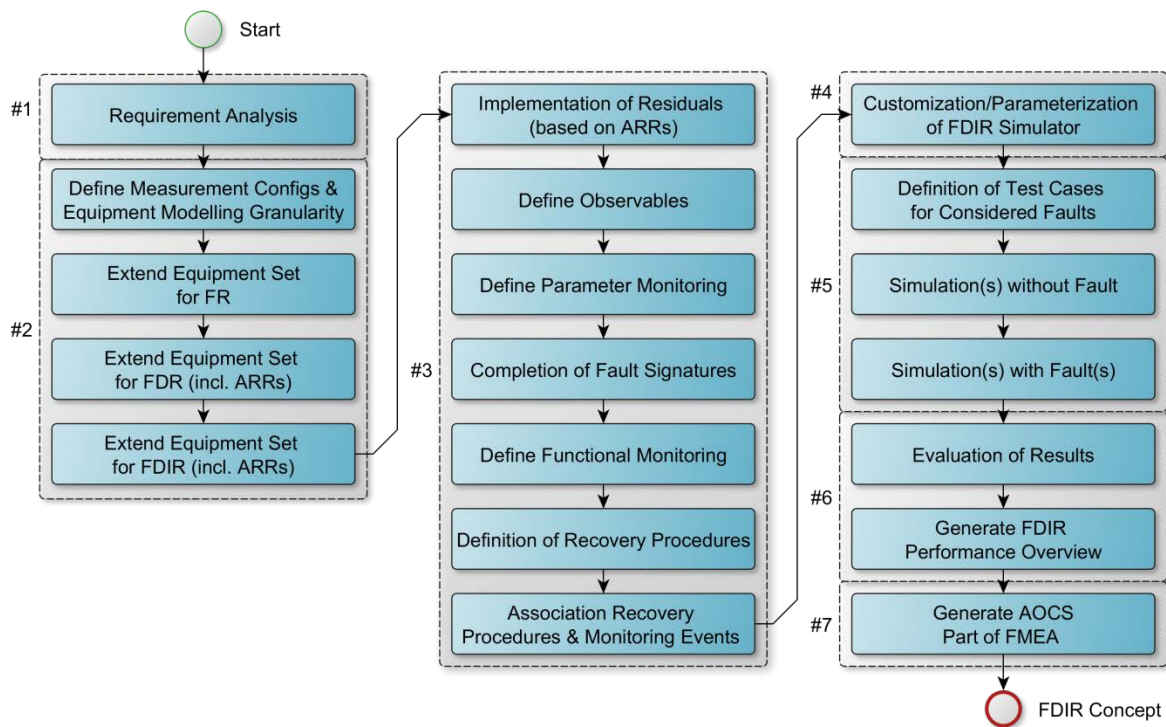 Start
#1
Requirement Analysis
#2
Define Measurement Configs &
Equipment Modelling Granularity
Extend Equipment Set
for FR
Extend Equipment Set
for FDR (incl. ARRs)
Extend Equipment Set
for FDIR (incl. ARRs)
#3
Implementation of Residuals
(based on ARRs)
Define Observables
Define Parameter Monitoring
Completion of Fault Signatures
Define Functional Monitoring
Definition of Recovery Procedures
Association Recovery
Procedures & Monitoring Events
#4
Customization/Parameterization
of FDIR Simulator
#5
Definition of Test Cases
for Considered Faults
Simulation(s) without Fault
Simulation(s) with Fault(s)
#6
Evaluation of Results
Generate FDIR
Performance Overview
#7
Generate AOCS
Part of FMEA
FDIR Concept